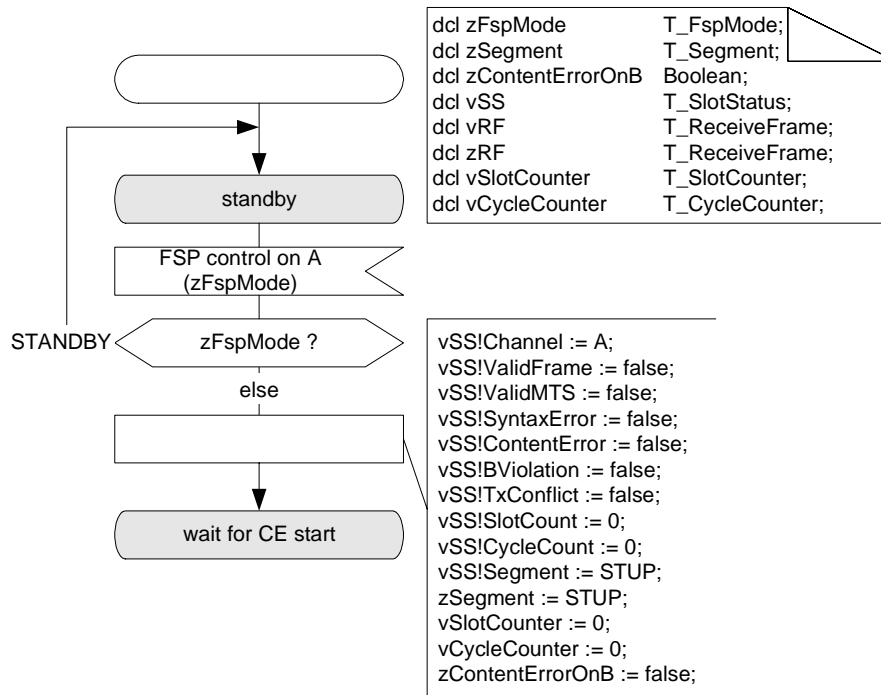 dcl zFspMode T_FspMode;
dcl zSegment T_Segment;
dcl zContentErrorOnB Boolean;
dcl vSS T_SlotStatus;
dcl vRF T_ReceiveFrame;
dcl zRF T_ReceiveFrame;
dcl vSlotCounter T_SlotCounter;
dcl vCycleCounter T_CycleCounter;
standby
FSP control on A
(zFspMode)
STANDBY
zFspMode ?
else
wait for CE start
vSS!Channel := A;
vSS!ValidFrame := false;
vSS!ValidMTS := false;
vSS!SyntaxError := false;
vSS!ContentError := false;
vSS!BViolation := false;
vSS!TxConflict := false;
vSS!SlotCount := 0;
vSS!CycleCount := 0;
vSS!Segment := STUP;
zSegment := STUP;
vSlotCounter := 0;
vCycleCounter := 0;
zContentErrorOnB := false;